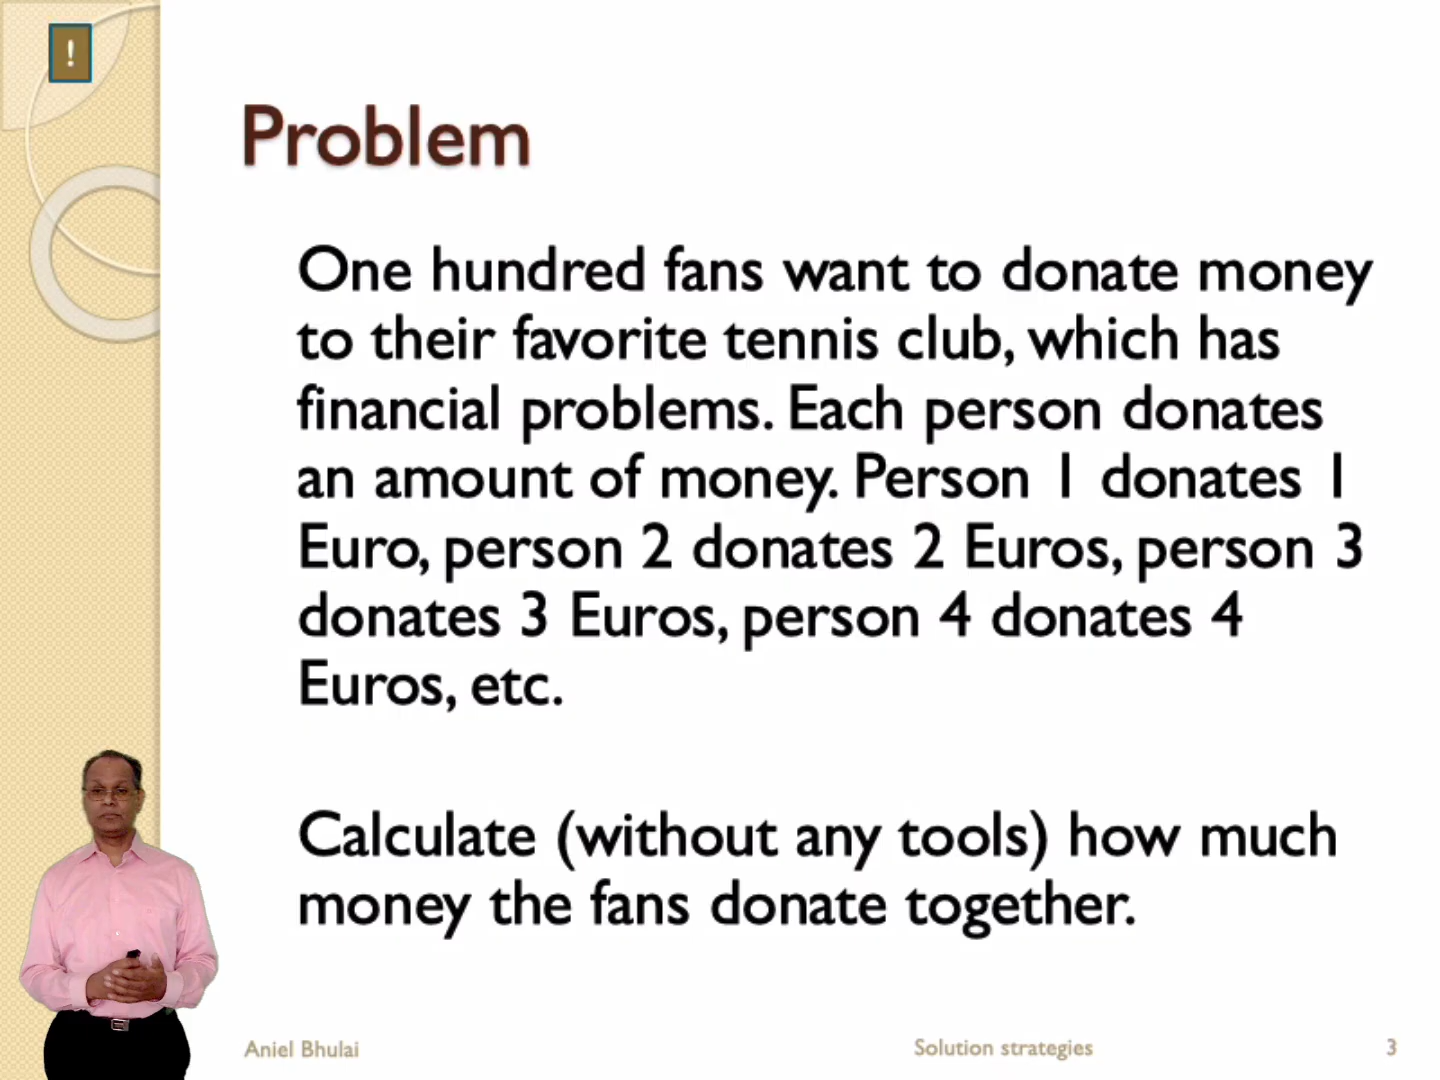 !
Problem
One hundred fans want to donate money
to their favorite tennis club, which has
financial problems. Each person donates
an amount of money. Person 1 donates 1
Euro, person 2 donates 2 Euros, person 3
donates 3 Euros, person 4 donates 4
Euros, etc.
Calculate (without any tools) how much
money the fans donate together.
Aniel Bhulai
Solution strategies
3